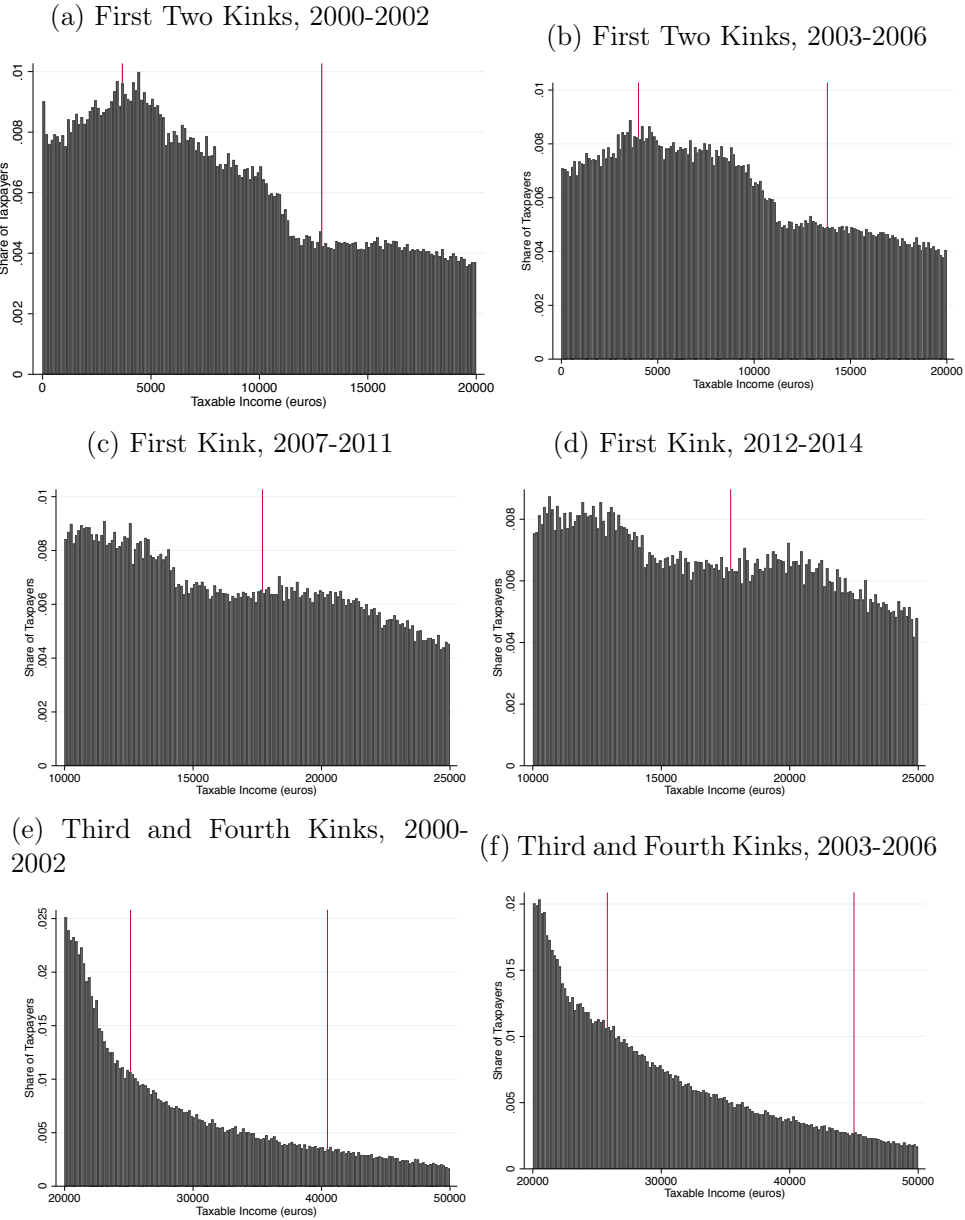 (a) First Two Kinks, 2000-2002
Share of Taxpayers
0 .002 .004 .006 .008 .01
0 5000 10000 15000 20000
Taxable Income (euros)
(b) First Two Kinks, 2003-2006
Share of Taxpayers
0 .002 .004 .006 .008 .01
0 5000 10000 15000 20000
Taxable Income (euros)
(c) First Kink, 2007-2011
Share of Taxpayers
0 .002 .004 .006 .008 .01
10000 15000 20000 25000
Taxable Income (euros)
(d) First Kink, 2012-2014
Share of Taxpayers
0 .002 .004 .006 .008
10000 15000 20000 25000
Taxable Income (euros)
(e) Third and Fourth Kinks, 2000-
2002
Share of Taxpayers
0 .005 .01 .015 .02 .025
20000 30000 40000 50000
Taxable Income (euros)
(f) Third and Fourth Kinks, 2003-2006
Share of Taxpayers
0 .005 .01 .015 .02
20000 30000 40000 50000
Taxable Income (euros)